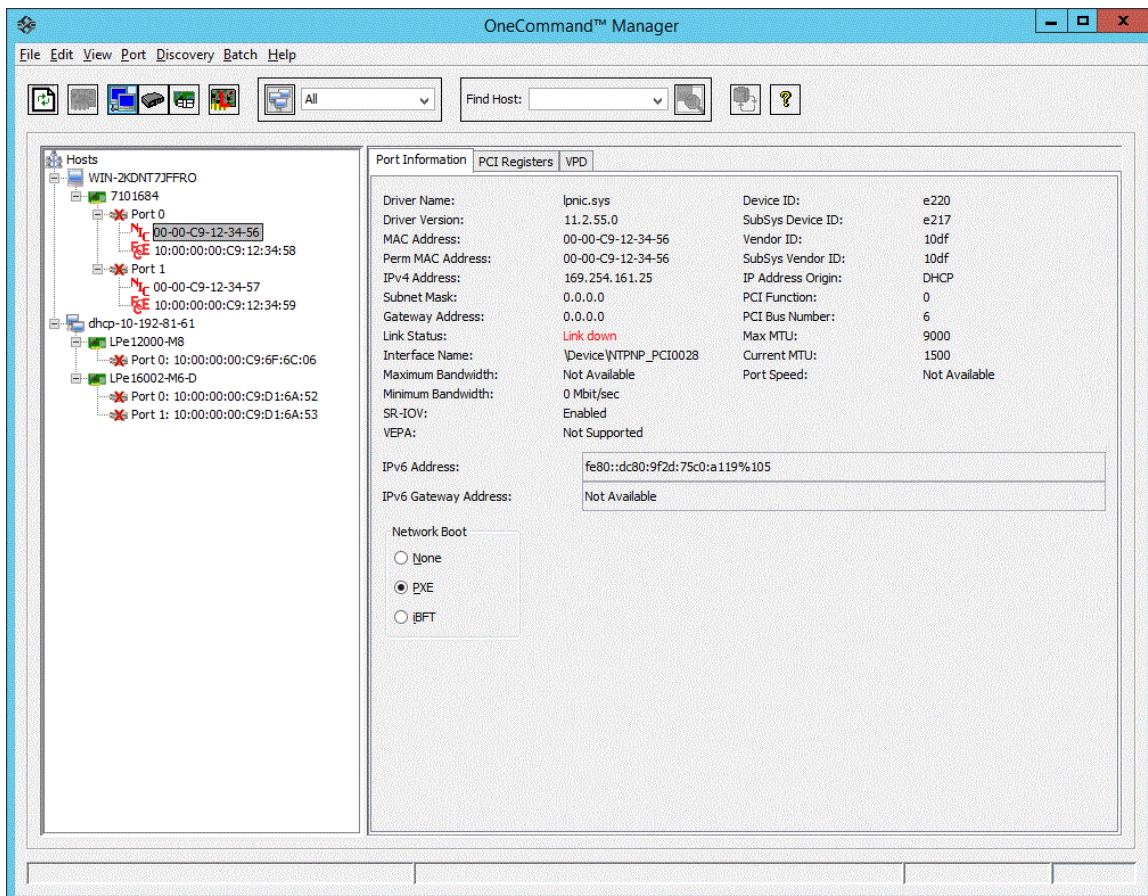 OneCommand™ Manager
File Edit View Port Discovery Batch Help
All
Find Host:
Hosts
WIN-2KDNT7JFFRO
7101684
Port 0
NIC 00-00-C9-12-34-56
FCoE 10:00:00:00:C9:12:34:58
Port 1
NIC 00-00-C9-12-34-57
FCoE 10:00:00:00:C9:12:34:59
dhcp-10-192-81-61
LPe12000-M8
Port 0: 10:00:00:00:C9:6F:6C:06
LPe16002-M6-D
Port 0: 10:00:00:00:C9:D1:6A:52
Port 1: 10:00:00:00:C9:D1:6A:53
Port Information PCI Registers VPD
Driver Name: lpnic.sys Device ID: e220
Driver Version: 11.2.55.0 SubSys Device ID: e217
MAC Address: 00-00-C9-12-34-56 Vendor ID: 10df
Perm MAC Address: 00-00-C9-12-34-56 SubSys Vendor ID: 10df
IPv4 Address: 169.254.161.25 IP Address Origin: DHCP
Subnet Mask: 0.0.0.0 PCI Function: 0
Gateway Address: 0.0.0.0 PCI Bus Number: 6
Link Status: Link down Max MTU: 9000
Interface Name: \Device\NTPNP_PCI0028 Current MTU: 1500
Maximum Bandwidth: Not Available Port Speed: Not Available
Minimum Bandwidth: 0 Mbit/sec
SR-IOV: Enabled
VEPA: Not Supported
IPv6 Address: fe80::dc80:9f2d:75c0:a119%105
IPv6 Gateway Address: Not Available
Network Boot
None
PXE
iBFT